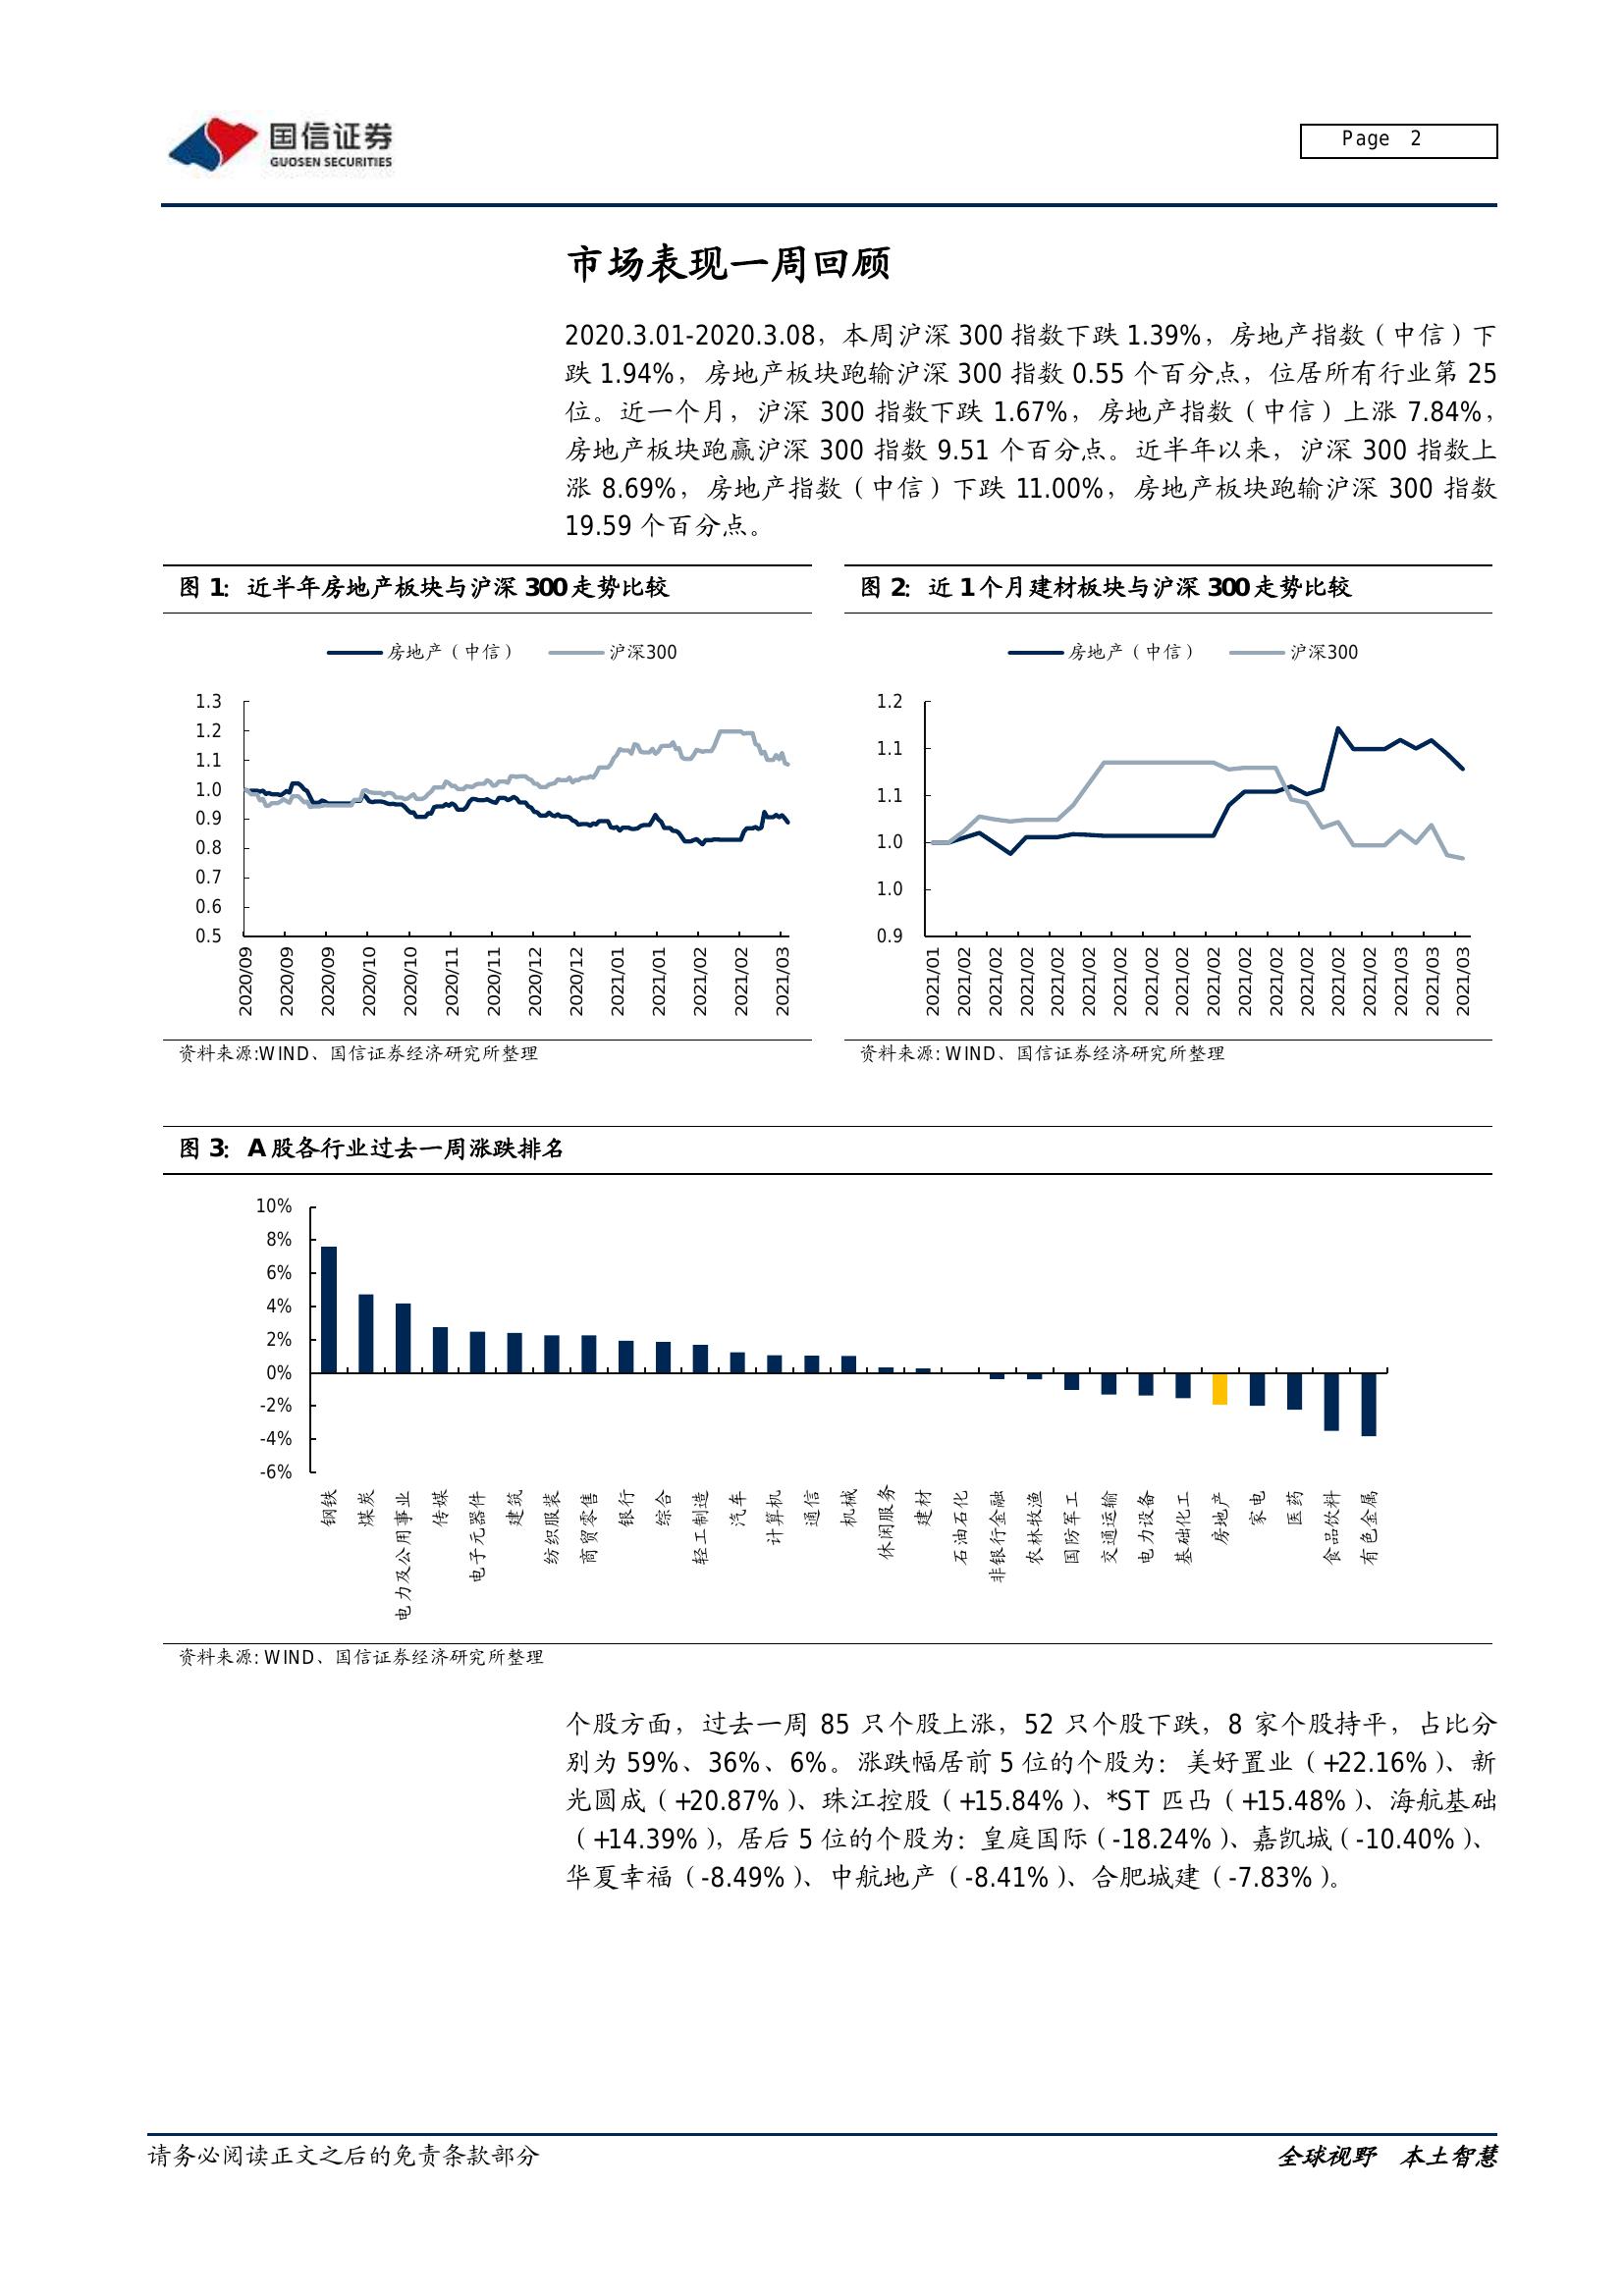 国信证券
GUOSEN SECURITIES
Page 2
市场表现一周回顾
2020.3.01-2020.3.08，本周沪深 300 指数下跌 1.39%，房地产指数（中信）下
跌 1.94%，房地产板块跑输沪深 300 指数 0.55 个百分点，位居所有行业第 25
位。近一个月，沪深 300 指数下跌 1.67%，房地产指数（中信）上涨 7.84%，
房地产板块跑赢沪深 300 指数 9.51 个百分点。近半年以来，沪深 300 指数上
涨 8.69%，房地产指数（中信）下跌 11.00%，房地产板块跑输沪深 300 指数
19.59 个百分点。
图 1：近半年房地产板块与沪深 300 走势比较
房地产（中信） 沪深300
1.3
1.2
1.1
1.0
0.9
0.8
0.7
0.6
0.5
2020/09 2020/09 2020/09 2020/10 2020/10 2020/11 2020/11 2020/12 2020/12 2021/01 2021/01 2021/02 2021/02 2021/03
资料来源:WIND、国信证券经济研究所整理
图 2：近 1 个月建材板块与沪深 300 走势比较
房地产（中信） 沪深300
1.2
1.1
1.1
1.0
1.0
0.9
2021/01 2021/02 2021/02 2021/02 2021/02 2021/02 2021/02 2021/02 2021/02 2021/02 2021/02 2021/02 2021/02 2021/02 2021/02 2021/03 2021/03 2021/03
资料来源: WIND、国信证券经济研究所整理
图 3：A 股各行业过去一周涨跌排名
10%
8%
6%
4%
2%
0%
-2%
-4%
-6%
钢铁 煤炭 电力及公用事业 传媒 电子元器件 建筑 纺织服装 商贸零售 银行 综合 轻工制造 汽车 计算机 通信 机械 休闲服务 建材 石油石化 非银行金融 农林牧渔 国防军工 交通运输 电力设备 基础化工 房地产 家电 医药 食品饮料 有色金属
资料来源: WIND、国信证券经济研究所整理
个股方面，过去一周 85 只个股上涨，52 只个股下跌，8 家个股持平，占比分
别为 59%、36%、6%。涨跌幅居前 5 位的个股为：美好置业（+22.16%）、新
光圆成（+20.87%）、珠江控股（+15.84%）、*ST 匹凸（+15.48%）、海航基础
（+14.39%），居后 5 位的个股为：皇庭国际（-18.24%）、嘉凯城（-10.40%）、
华夏幸福（-8.49%）、中航地产（-8.41%）、合肥城建（-7.83%）。
请务必阅读正文之后的免责条款部分
全球视野 本土智慧